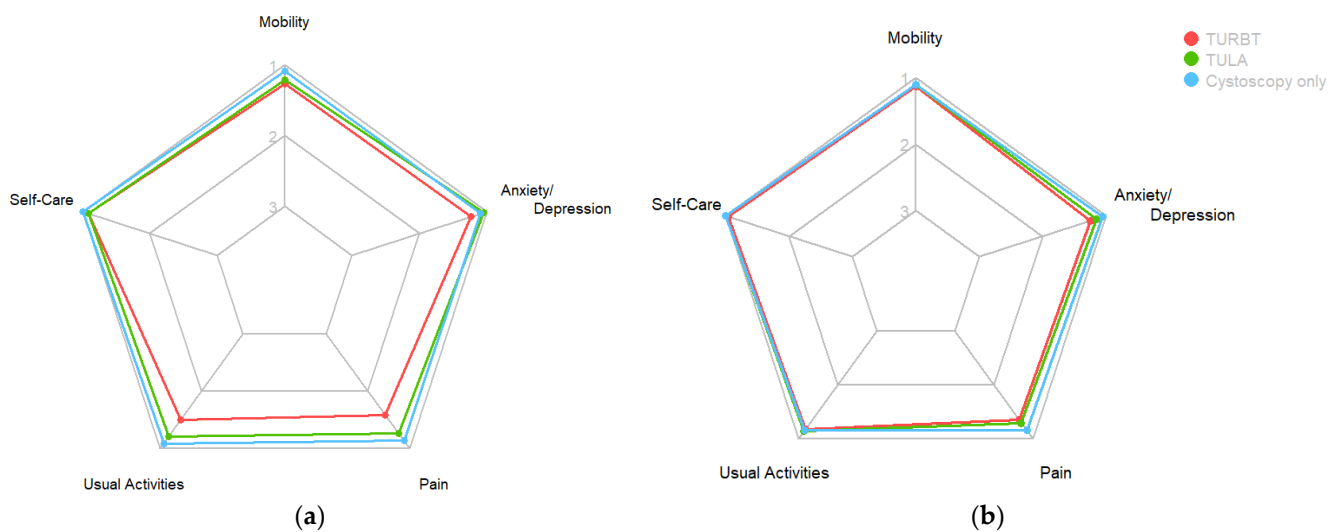 Mobility
1
2
3
Self-Care
Anxiety/
Depression
Usual Activities
Pain
(a)
Mobility
1
2
3
Self-Care
Anxiety/
Depression
Usual Activities
Pain
(b)
TURBT
TULA
Cystoscopy only